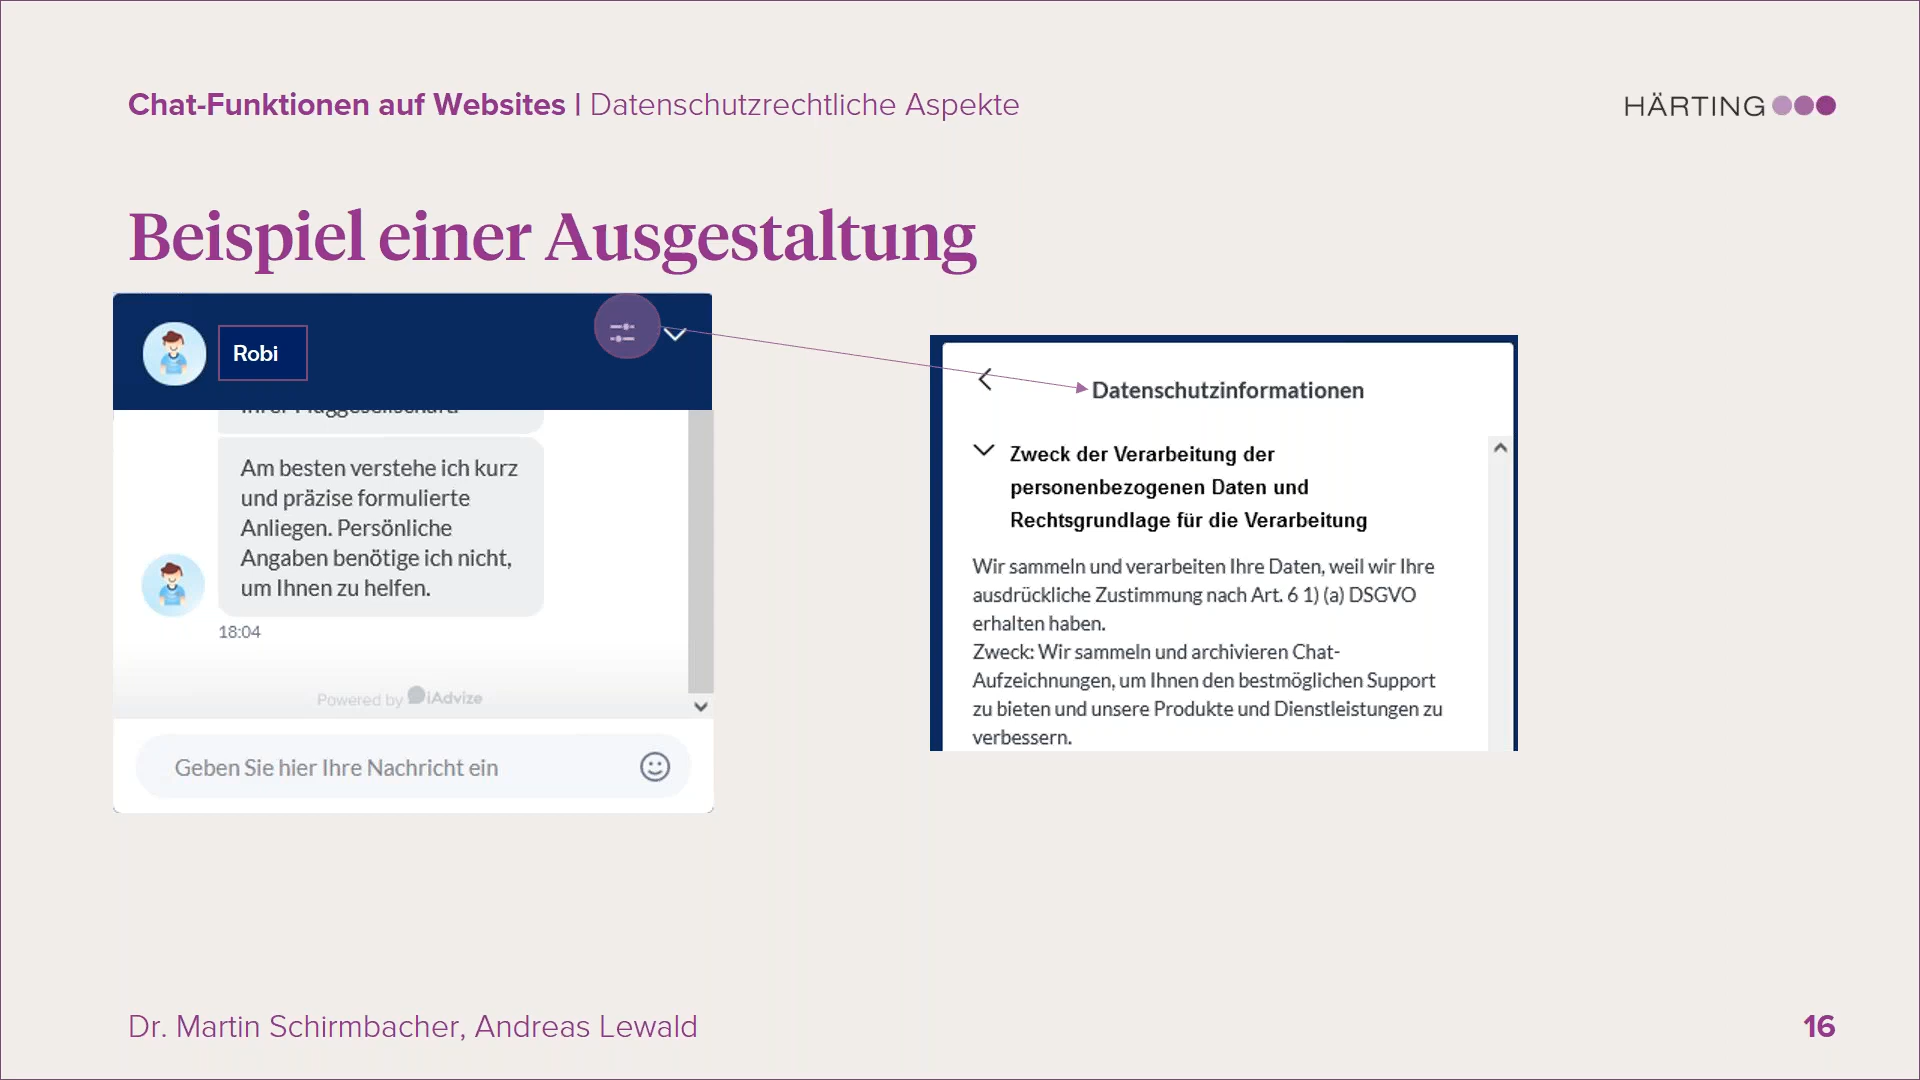 Chat-Funktionen auf Websites | Datenschutzrechtliche Aspekte
HÄRTING
Beispiel einer Ausgestaltung
Robi
Am besten verstehe ich kurz
und präzise formulierte
Anliegen. Persönliche
Angaben benötige ich nicht,
um Ihnen zu helfen.
18:04
Powered by iAdvize
Geben Sie hier Ihre Nachricht ein
Datenschutzinformationen
Zweck der Verarbeitung der
personenbezogenen Daten und
Rechtsgrundlage für die Verarbeitung
Wir sammeln und verarbeiten Ihre Daten, weil wir Ihre
ausdrückliche Zustimmung nach Art. 6 1) (a) DSGVO
erhalten haben.
Zweck: Wir sammeln und archivieren Chat-
Aufzeichnungen, um Ihnen den bestmöglichen Support
zu bieten und unsere Produkte und Dienstleistungen zu
verbessern.
Dr. Martin Schirmbacher, Andreas Lewald
16